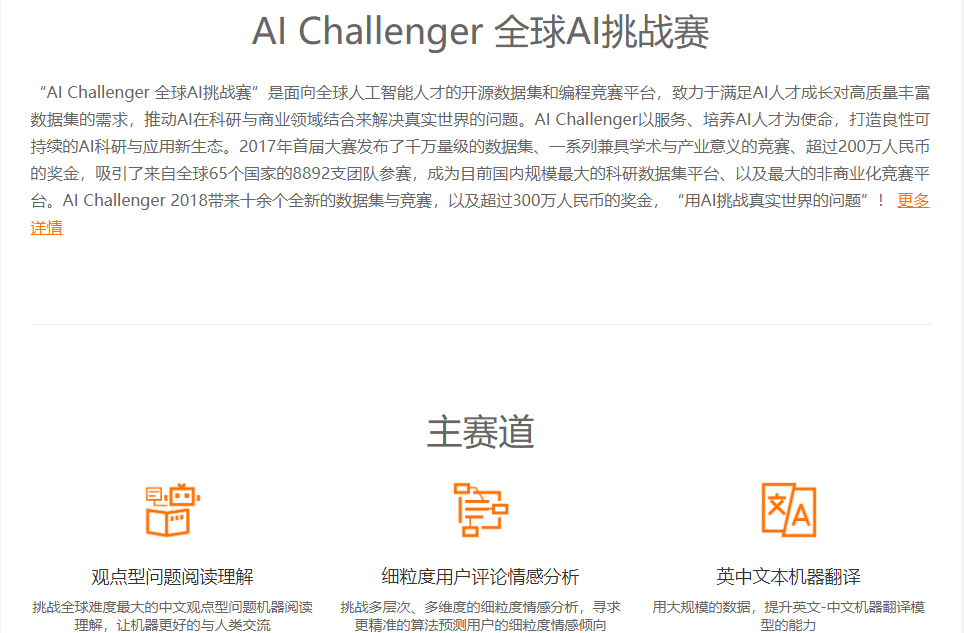 AI Challenger 全球AI挑战赛
“AI Challenger 全球AI挑战赛”是面向全球人工智能人才的开源数据集和编程竞赛平台，致力于满足AI人才成长对高质量丰富
数据集的需求，推动AI在科研与商业领域结合来解决真实世界的问题。AI Challenger以服务、培养AI人才为使命，打造良性可
持续的AI科研与应用新生态。2017年首届大赛发布了千万量级的数据集、一系列兼具学术与产业意义的竞赛、超过200万人民币
的奖金，吸引了来自全球65个国家的8892支团队参赛，成为目前国内规模最大的科研数据集平台、以及最大的非商业化竞赛平
台。AI Challenger 2018带来十余个全新的数据集与竞赛，以及超过300万人民币的奖金，“用AI挑战真实世界的问题”！ 更多
详情
主赛道
观点型问题阅读理解
挑战全球难度最大的中文观点型问题机器阅读
理解，让机器更好的与人类交流
细粒度用户评论情感分析
挑战多层次、多维度的细粒度情感分析，寻求
更精准的算法预测用户的细粒度情感倾向
文A
英中文本机器翻译
用大规模的数据，提升英文-中文机器翻译模
型的能力